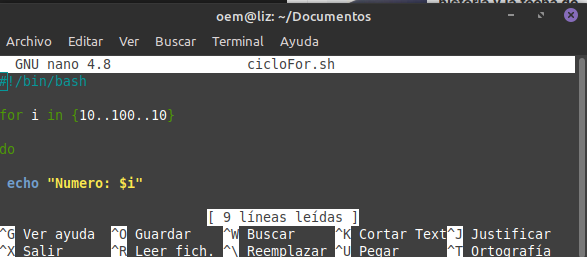 oem@liz: ~/Documentos
Archivo Editar Ver Buscar Terminal Ayuda
GNU nano 4.8 cicloFor.sh
#!/bin/bash
for i in {10..100..10}
do
echo "Numero: $i"
[ 9 líneas leídas ]
^G Ver ayuda ^O Guardar ^W Buscar ^K Cortar Text ^J Justificar
^X Salir ^R Leer fich. ^\ Reemplazar ^U Pegar ^T Ortografía